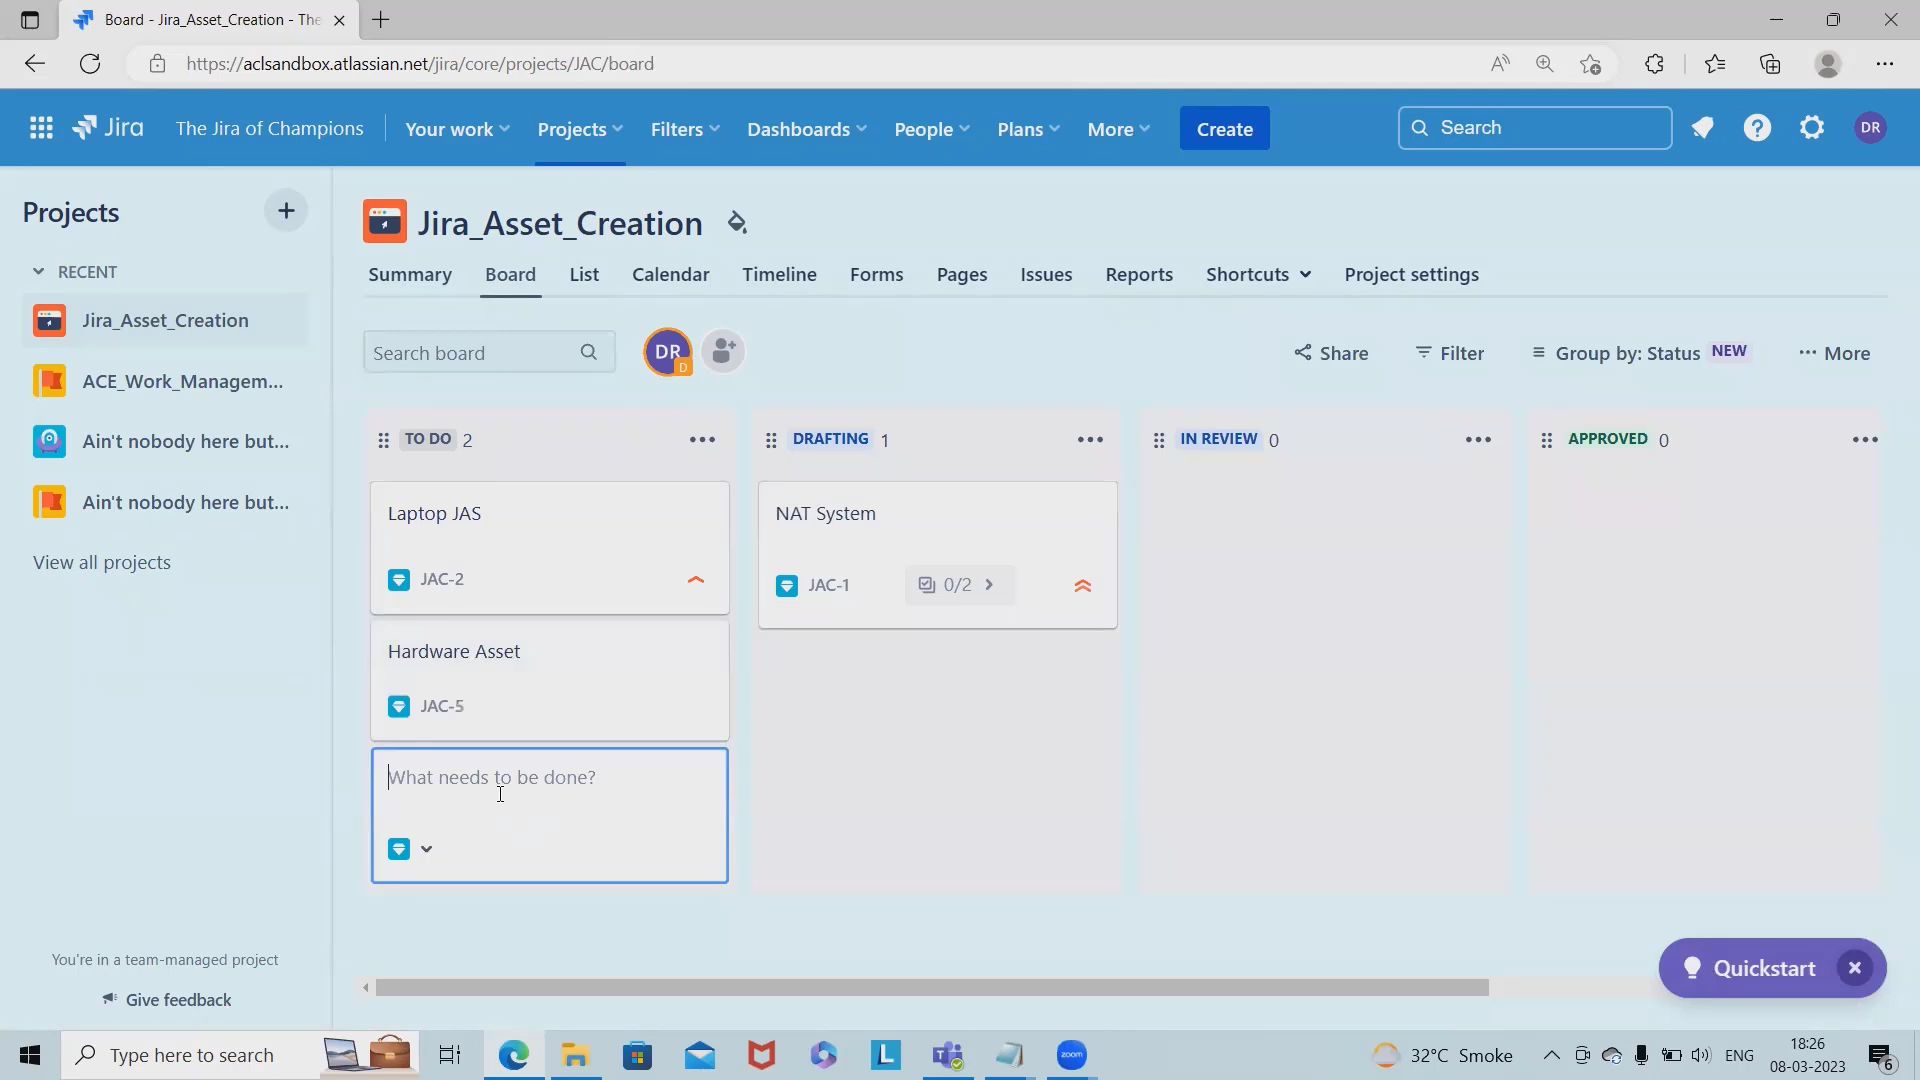 Board - Jira_Asset_Creation - The
https://aclsandbox.atlassian.net/jira/core/projects/JAC/board
Jira
The Jira of Champions
Your work
Projects
Filters
Dashboards
People
Plans
More
Create
Search
DR
Projects
RECENT
Jira_Asset_Creation
ACE_Work_Managem...
Ain't nobody here but...
Ain't nobody here but...
View all projects
You're in a team-managed project
Give feedback
Jira_Asset_Creation
Summary
Board
List
Calendar
Timeline
Forms
Pages
Issues
Reports
Shortcuts
Project settings
Search board
DR
D
Share
Filter
Group by: Status NEW
More
TO DO 2
Laptop JAS
JAC-2
Hardware Asset
JAC-5
What needs to be done?
DRAFTING 1
NAT System
JAC-1
0/2
IN REVIEW 0
APPROVED 0
Quickstart
Type here to search
L
zoom
32°C Smoke
ENG
18:26
08-03-2023
6